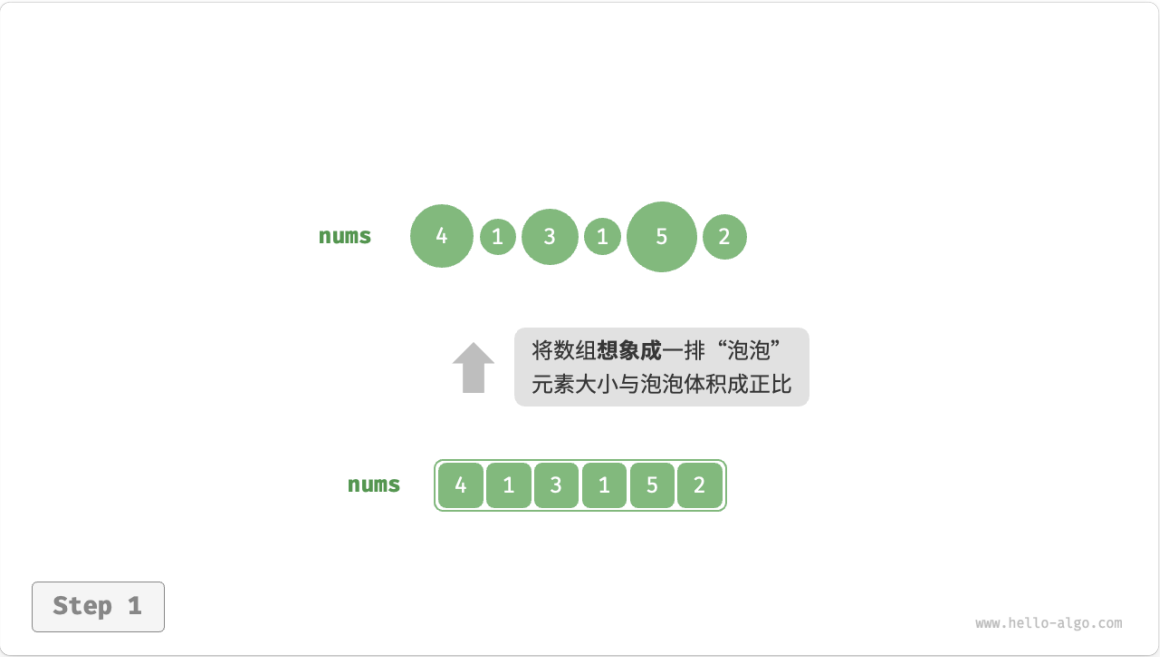 nums 4 1 3 1 5 2
将数组想象成一排“泡泡”
元素大小与泡泡体积成正比
nums 4 1 3 1 5 2
Step 1
www.hello-algo.com